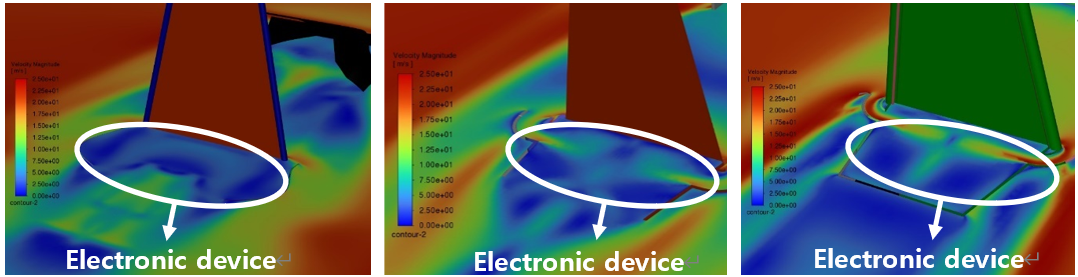 Velocity Magnitude
[ m/s ]
2.50e+01
2.25e+01
2.00e+01
1.75e+01
1.50e+01
1.25e+01
1.00e+01
7.50e+00
5.00e+00
2.50e+00
0.00e+00
contour-2
Electronic device↵
Velocity Magnitude
[ m/s ]
2.50e+01
2.25e+01
2.00e+01
1.75e+01
1.50e+01
1.25e+01
1.00e+01
7.50e+00
5.00e+00
2.50e+00
0.00e+00
contour-2
Electronic device↵
Velocity Magnitude
[ m/s ]
2.50e+01
2.25e+01
2.00e+01
1.75e+01
1.50e+01
1.25e+01
1.00e+01
7.50e+00
5.00e+00
2.50e+00
0.00e+00
contour-2
Electronic device↵